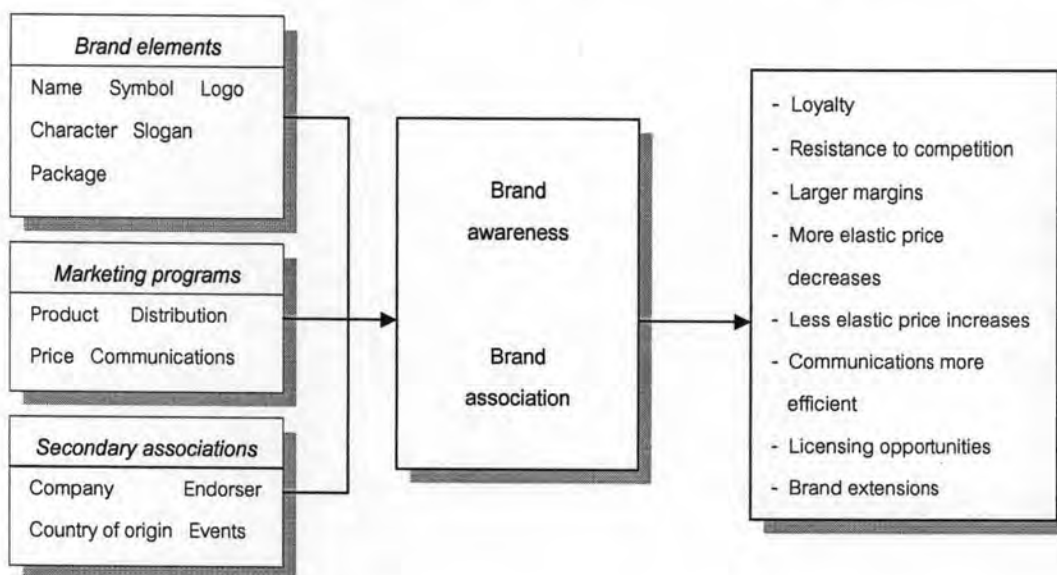 Brand elements
Name Symbol Logo
Character Slogan
Package
Marketing programs
Product Distribution
Price Communications
Secondary associations
Company Endorser
Country of origin Events
Brand
awareness
Brand
association
- Loyalty
- Resistance to competition
- Larger margins
- More elastic price
decreases
- Less elastic price increases
- Communications more
efficient
- Licensing opportunities
- Brand extensions